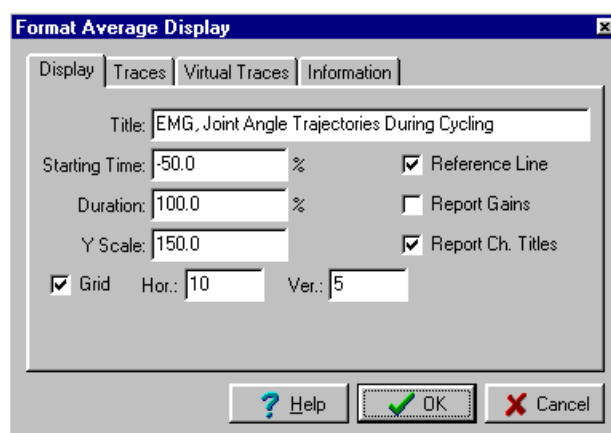 Format Average Display
Display Traces Virtual Traces Information
Title: EMG, Joint Angle Trajectories During Cycling
Starting Time: -50.0 % Reference Line
Duration: 100.0 % Report Gains
Y Scale: 150.0 Report Ch. Titles
Grid Hor.: 10 Ver.: 5
? Help OK Cancel